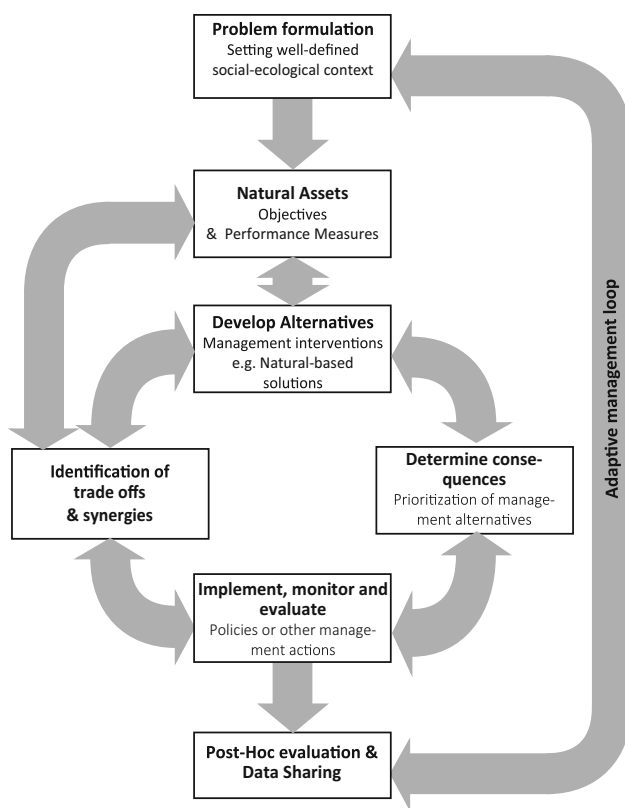 Problem formulation
Setting well-defined
social-ecological context
Natural Assets
Objectives
& Performance Measures
Develop Alternatives
Management interventions
e.g. Natural-based
solutions
Identification of
trade offs
& synergies
Determine conse-
quences
Prioritization of manage-
ment alternatives
Implement, monitor and
evaluate
Policies or other manage-
ment actions
Post-Hoc evaluation &
Data Sharing
Adaptive management loop